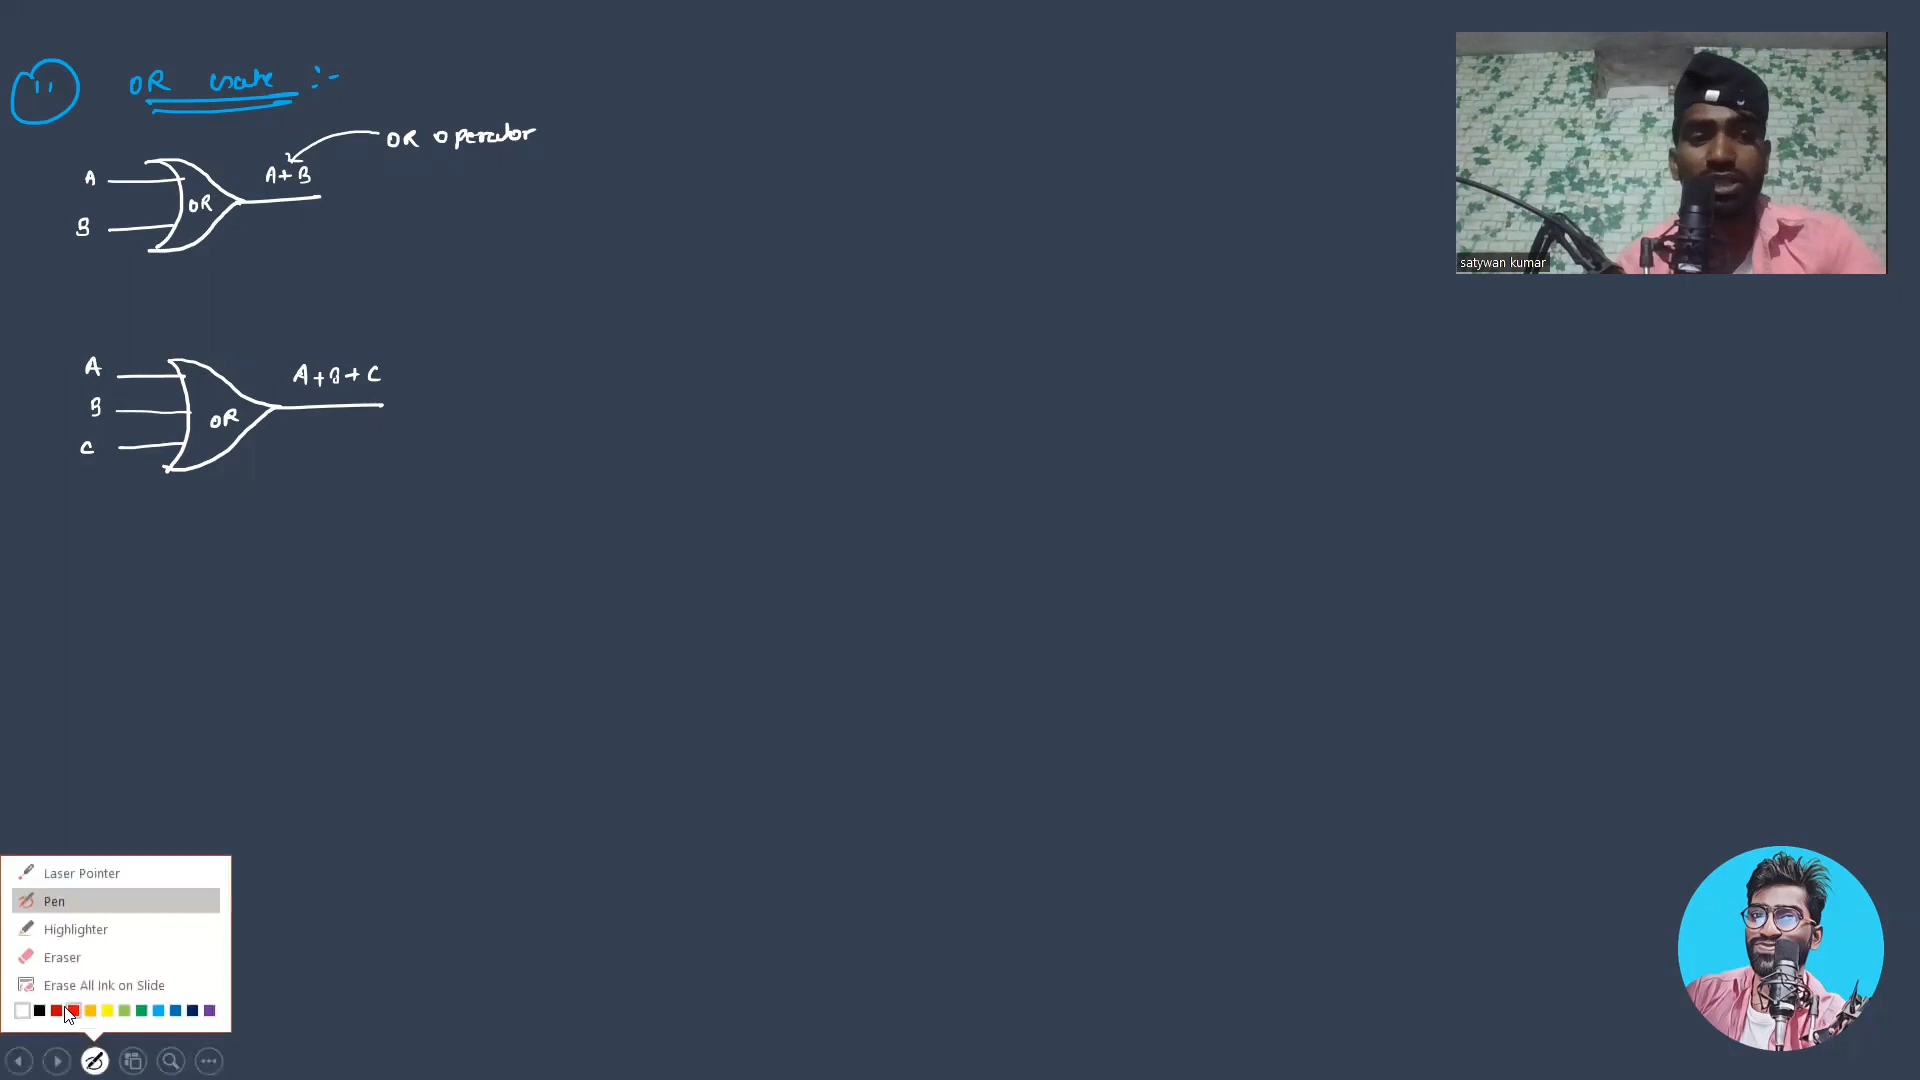 11 OR Gate :-
OR operator
A+B
A
OR
B
A
A+B+C
B
OR
C
satywan kumar
Laser Pointer
Pen
Highlighter
Eraser
Erase All Ink on Slide